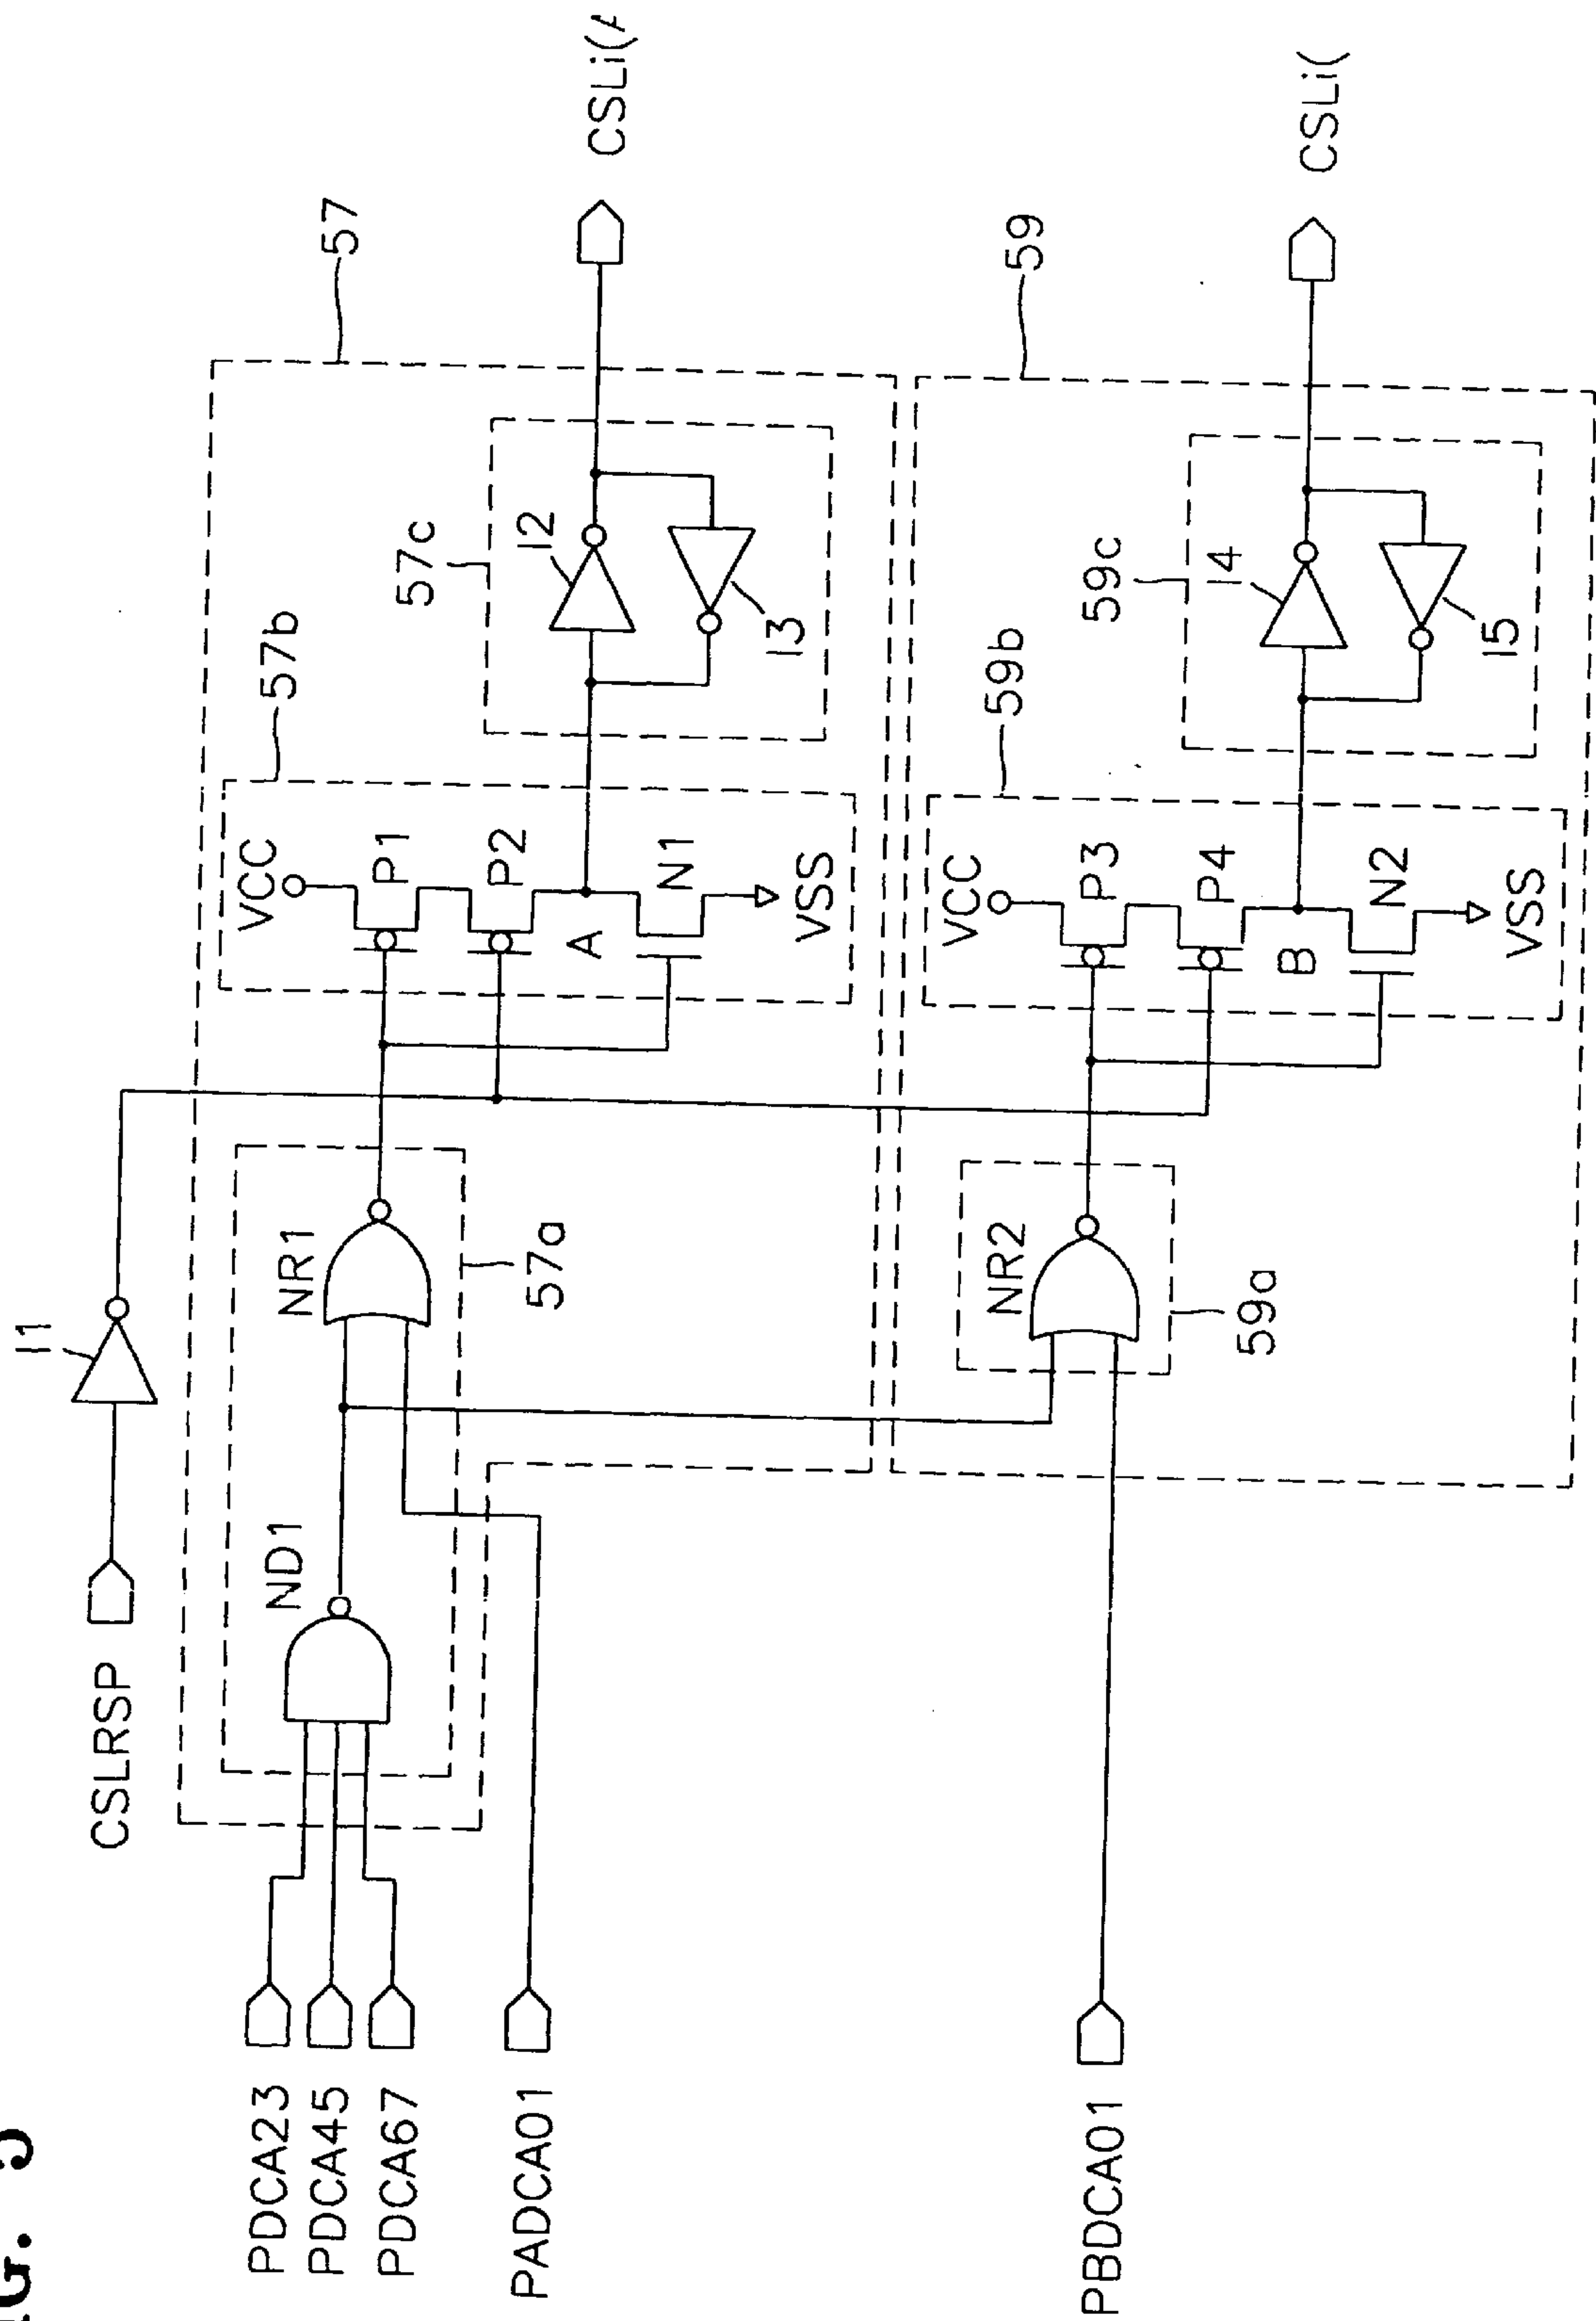 CSLRSP
I1
PDCA23
PDCA45
PDCA67
PADCA01
PBDCA01
ND1
NR1
57a
57
57b
VCC
P1
P2
A
N1
VSS
57c
I2
I3
CSLi(A
NR2
59a
59
59b
VCC
P3
P4
B
N2
VSS
59c
I4
I5
CSLi(